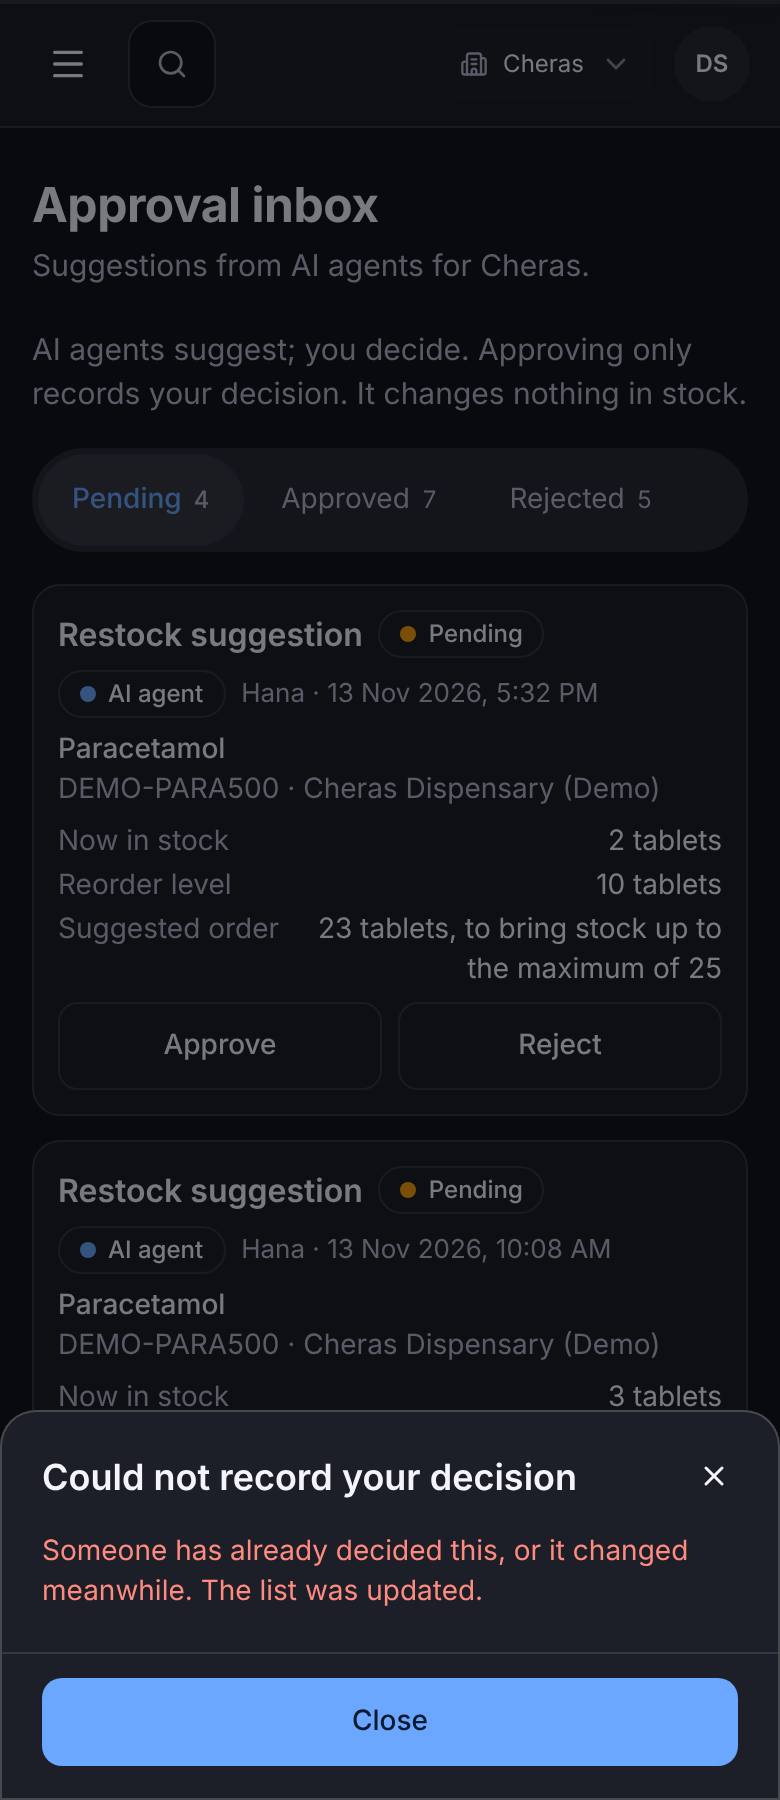 Cheras
DS
Approval inbox
Suggestions from AI agents for Cheras.
AI agents suggest; you decide. Approving only
records your decision. It changes nothing in stock.
Pending 4 Approved 7 Rejected 5
Restock suggestion Pending
AI agent Hana · 13 Nov 2026, 5:32 PM
Paracetamol
DEMO-PARA500 · Cheras Dispensary (Demo)
Now in stock 2 tablets
Reorder level 10 tablets
Suggested order 23 tablets, to bring stock up to
the maximum of 25
Approve Reject
Restock suggestion Pending
AI agent Hana · 13 Nov 2026, 10:08 AM
Paracetamol
DEMO-PARA500 · Cheras Dispensary (Demo)
Now in stock 3 tablets
Could not record your decision
Someone has already decided this, or it changed
meanwhile. The list was updated.
Close